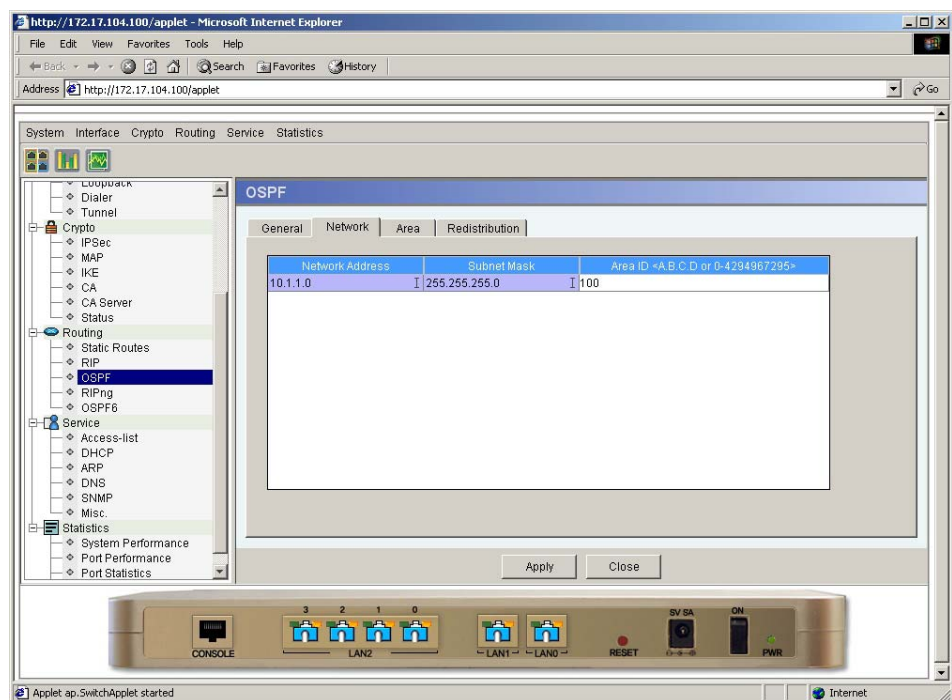 http://172.17.104.100/applet - Microsoft Internet Explorer
File Edit View Favorites Tools Help
Back Search Favorites History
Address http://172.17.104.100/applet Go
System Interface Crypto Routing Service Statistics
Loopback
Dialer
Tunnel
Crypto
IPSec
MAP
IKE
CA
CA Server
Status
Routing
Static Routes
RIP
OSPF
RIPng
OSPF6
Service
Access-list
DHCP
ARP
DNS
SNMP
Misc.
Statistics
System Performance
Port Performance
Port Statistics
OSPF
General Network Area Redistribution
Network Address Subnet Mask Area ID <A.B.C.D or 0-4294967295>
10.1.1.0 255.255.255.0 100
Apply Close
3 2 1 0 5V 5A ON
CONSOLE LAN2 LAN1 LAN0 RESET PWR
Applet ap.SwitchApplet started Internet